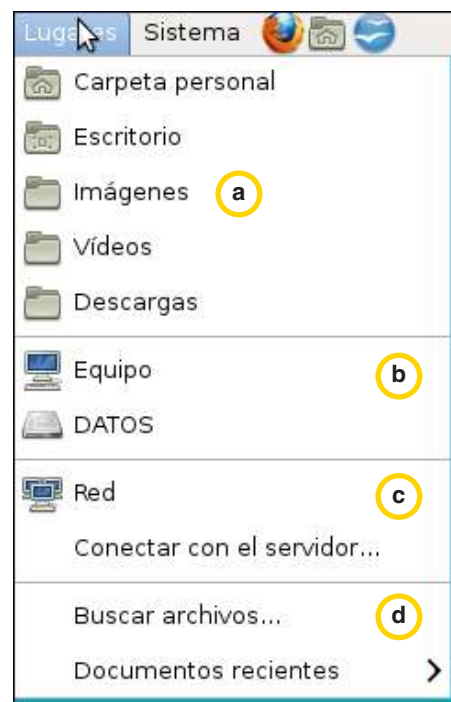 Lugares Sistema
Carpeta personal
Escritorio
Imágenes a
Vídeos
Descargas
Equipo b
DATOS
Red c
Conectar con el servidor...
Buscar archivos... d
Documentos recientes